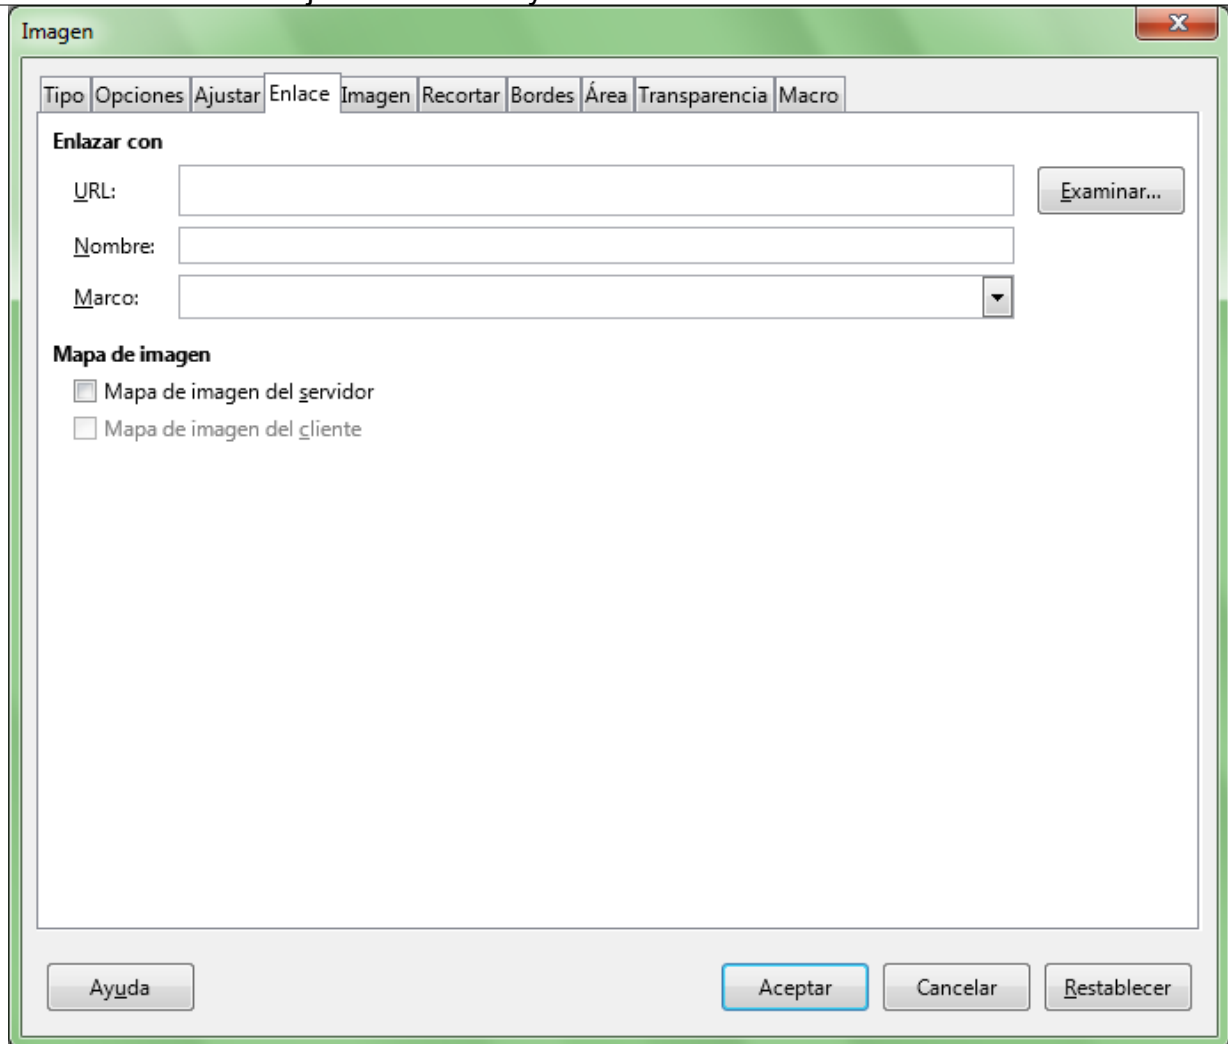 Imagen
Tipo Opciones Ajustar Enlace Imagen Recortar Bordes Área Transparencia Macro
Enlazar con
URL: Examinar...
Nombre:
Marco:
Mapa de imagen
Mapa de imagen del servidor
Mapa de imagen del cliente
Ayuda Aceptar Cancelar Restablecer